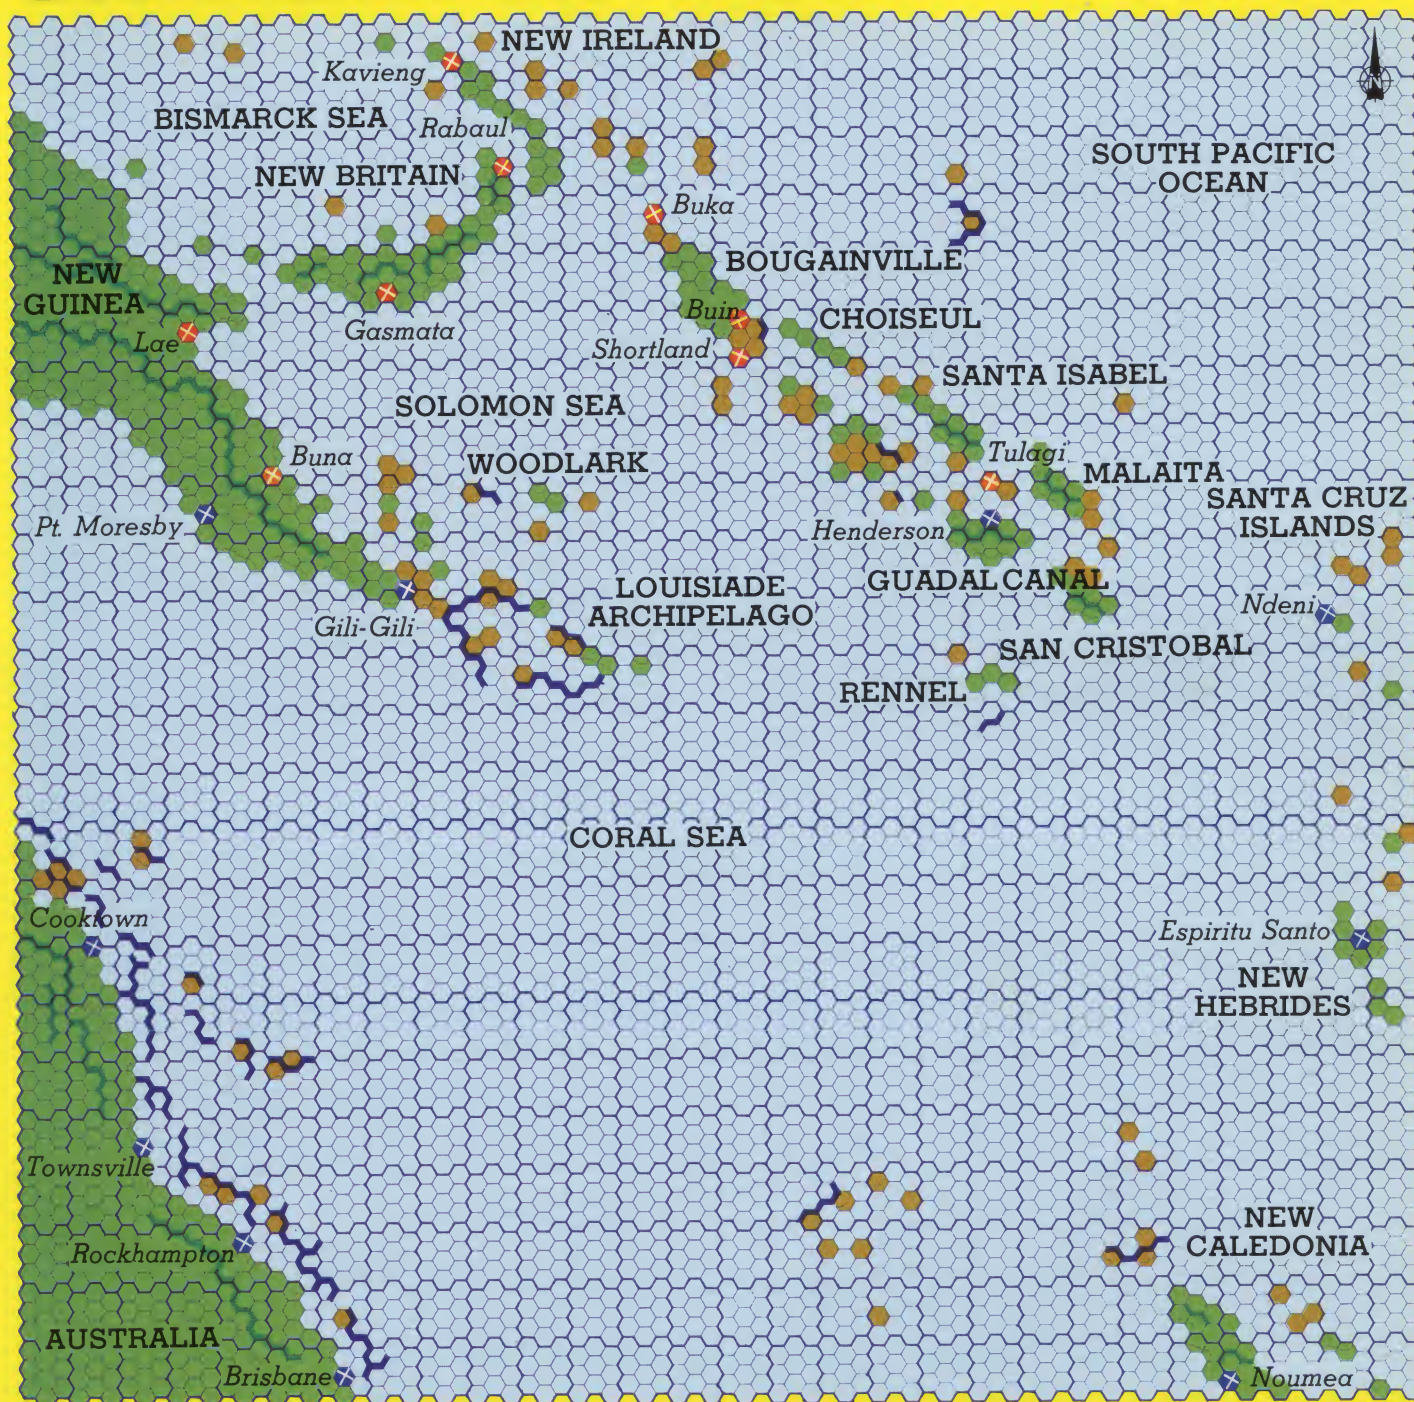 NEW IRELAND
Kavieng
BISMARCK SEA
Rabaul
SOUTH PACIFIC
OCEAN
NEW BRITAIN
Buka
BOUGAINVILLE
NEW
GUINEA
Buin
CHOISEUL
Gasmata
Lae
Shortland
SANTA ISABEL
SOLOMON SEA
Buna
WOODLARK
Tulagi
MALAITA
SANTA CRUZ
ISLANDS
Pt. Moresby
Henderson
GUADALCANAL
LOUISIADE
ARCHIPELAGO
Ndeni
Gili-Gili
SAN CRISTOBAL
RENNEL
CORAL SEA
Cooktown
Espiritu Santo
NEW
HEBRIDES
Townsville
NEW
CALEDONIA
Rockhampton
AUSTRALIA
Brisbane
Noumea